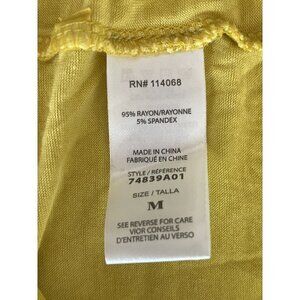 RN# 114068
95% RAYON/RAYONNE
5% SPANDEX
MADE IN CHINA
FABRIQUÉ EN CHINE
STYLE / RÉFÉRENCE
74839A01
SIZE / TALLA
M
SEE REVERSE FOR CARE
VOIR CONSEILS
D'ENTRETIEN AU VERSO